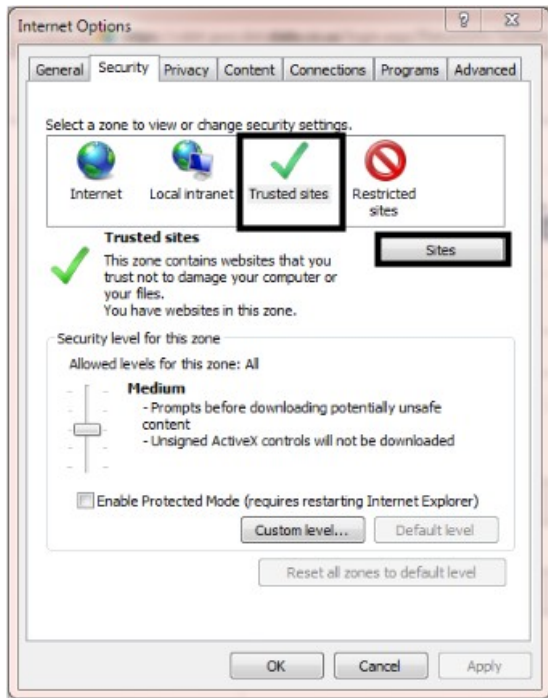 Internet Options
General Security Privacy Content Connections Programs Advanced
Select a zone to view or change security settings.
Internet Local intranet Trusted sites Restricted
sites
Trusted sites
Sites
This zone contains websites that you
trust not to damage your computer or
your files.
You have websites in this zone.
Security level for this zone
Allowed levels for this zone: All
Medium
- Prompts before downloading potentially unsafe
content
- Unsigned ActiveX controls will not be downloaded
Enable Protected Mode (requires restarting Internet Explorer)
Custom level... Default level
Reset all zones to default level
OK Cancel Apply